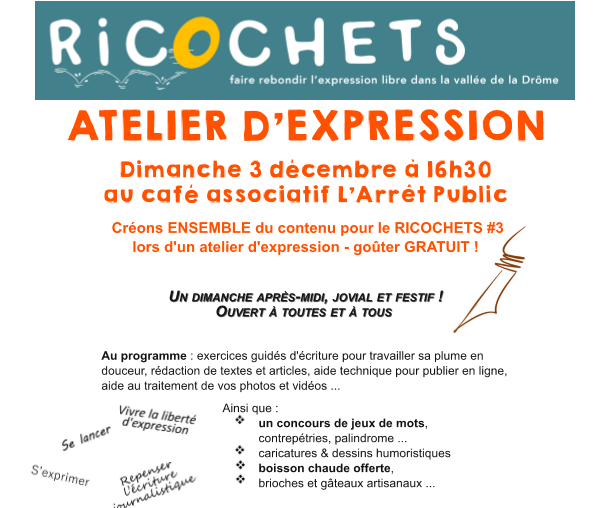 RiCOCHETS
faire rebondir l'expression libre dans la vallée de la Drôme
ATELIER D'EXPRESSION
Dimanche 3 décembre à 16h30
au café associatif L'Arrêt Public
Créons ENSEMBLE du contenu pour le RICOCHETS #3
lors d'un atelier d'expression - goûter GRATUIT !
Un dimanche après-midi, jovial et festif !
Ouvert à toutes et à tous
Au programme : exercices guidés d'écriture pour travailler sa plume en
douceur, rédaction de textes et articles, aide technique pour publier en ligne,
aide au traitement de vos photos et vidéos ...
Ainsi que :
❖ un concours de jeux de mots,
contrepétries, palindrome ...
❖ caricatures & dessins humoristiques
❖ boisson chaude offerte,
❖ brioches et gâteaux artisanaux ...
Vivre la liberté
d'expression
Se lancer
S'exprimer
Repenser
l'écriture
journalistique